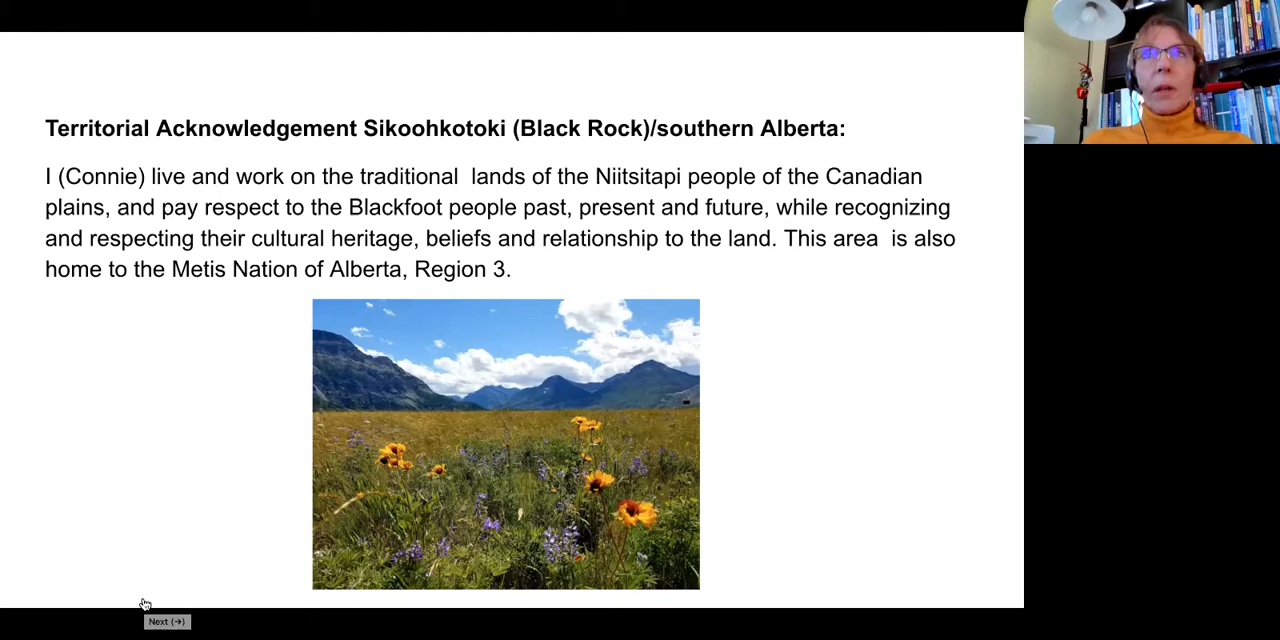 Territorial Acknowledgement Sikoohkotoki (Black Rock)/southern Alberta:
I (Connie) live and work on the traditional lands of the Niitsitapi people of the Canadian
plains, and pay respect to the Blackfoot people past, present and future, while recognizing
and respecting their cultural heritage, beliefs and relationship to the land. This area is also
home to the Metis Nation of Alberta, Region 3.
Next (→)